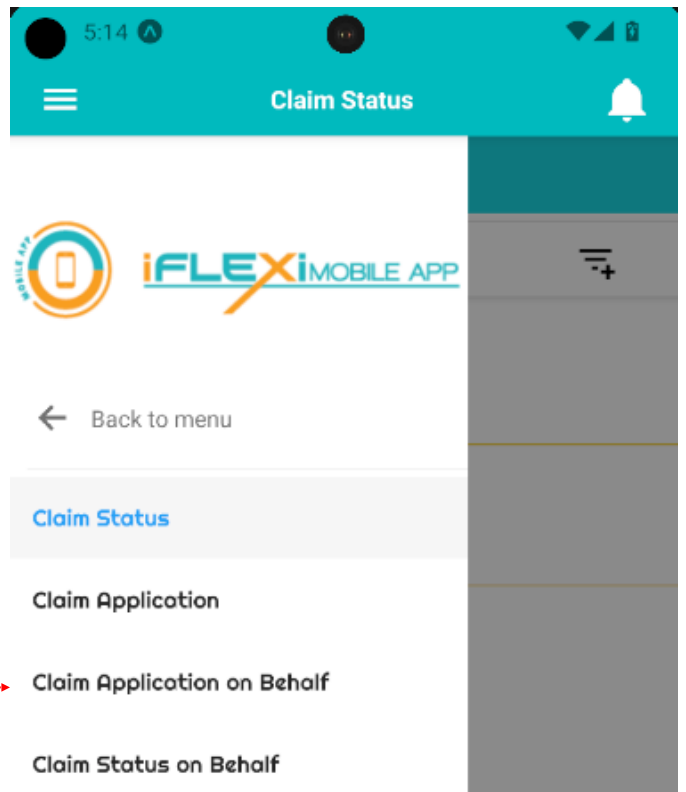 5:14
Claim Status
MOBILE APP
iFLEXi MOBILE APP
Back to menu
Claim Status
Claim Application
Claim Application on Behalf
Claim Status on Behalf